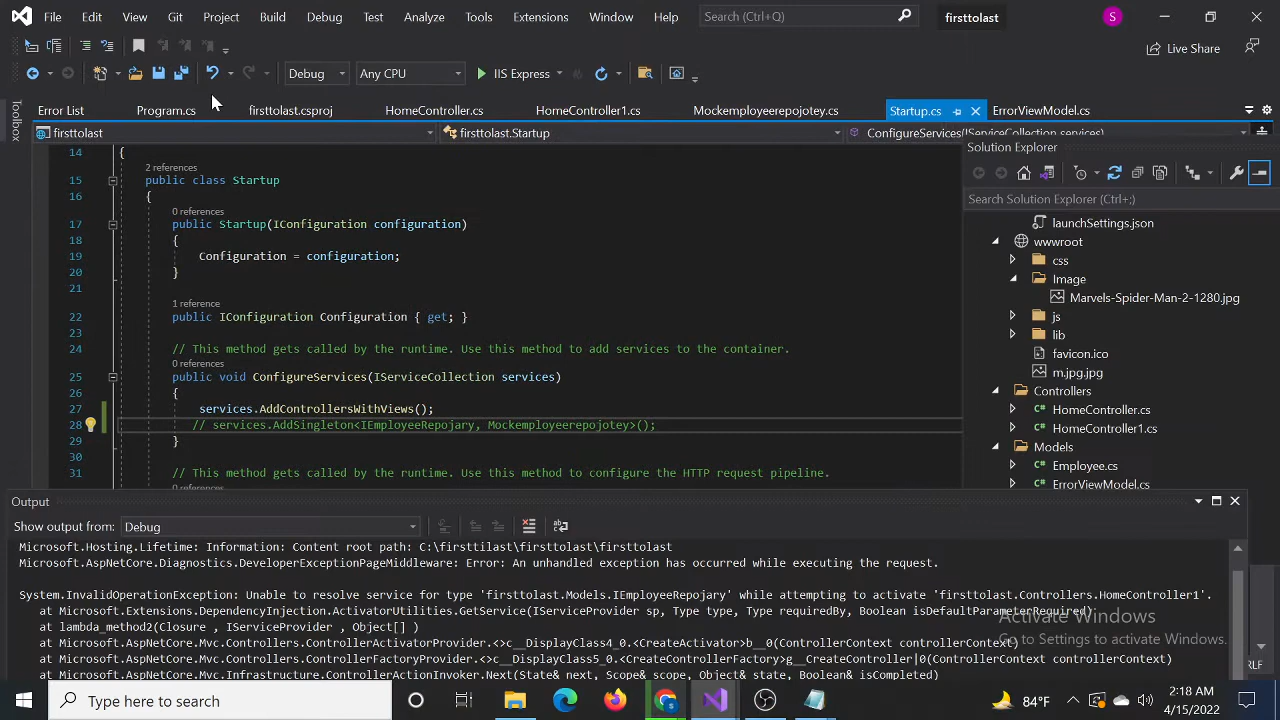 File Edit View Git Project Build Debug Test Analyze Tools Extensions Window Help Search (Ctrl+Q) firsttolast S
Live Share
Debug Any CPU IIS Express
Toolbox
Error List Program.cs firsttolast.csproj HomeController.cs HomeController1.cs Mockemployeerepojotey.cs Startup.cs ErrorViewModel.cs
firsttolast firsttolast.Startup ConfigureServices(IServiceCollection services)
14 {
2 references
15 public class Startup
16 {
0 references
17 public Startup(IConfiguration configuration)
18 {
19 Configuration = configuration;
20 }
21
1 reference
22 public IConfiguration Configuration { get; }
23
24 // This method gets called by the runtime. Use this method to add services to the container.
0 references
25 public void ConfigureServices(IServiceCollection services)
26 {
27 services.AddControllersWithViews();
28 // services.AddSingleton<IEmployeeRepojary, Mockemployeerepojotey>();
29 }
30
31 // This method gets called by the runtime. Use this method to configure the HTTP request pipeline.
0 references
Solution Explorer
Search Solution Explorer (Ctrl+;)
launchSettings.json
wwwroot
css
Image
Marvels-Spider-Man-2-1280.jpg
js
lib
favicon.ico
m.jpg.jpg
Controllers
HomeController.cs
HomeController1.cs
Models
Employee.cs
ErrorViewModel.cs
Output
Show output from: Debug
Microsoft.Hosting.Lifetime: Information: Content root path: C:\firsttilast\firsttolast\firsttolast
Microsoft.AspNetCore.Diagnostics.DeveloperExceptionPageMiddleware: Error: An unhandled exception has occurred while executing the request.
System.InvalidOperationException: Unable to resolve service for type 'firsttolast.Models.IEmployeeRepojary' while attempting to activate 'firsttolast.Controllers.HomeController1'.
at Microsoft.Extensions.DependencyInjection.ActivatorUtilities.GetService(IServiceProvider sp, Type type, Type requiredBy, Boolean isDefaultParameterRequired)
at lambda_method2(Closure , IServiceProvider , Object[] )
at Microsoft.AspNetCore.Mvc.Controllers.ControllerActivatorProvider.<>c__DisplayClass4_0.<CreateActivator>b__0(ControllerContext controllerContext)
at Microsoft.AspNetCore.Mvc.Controllers.ControllerFactoryProvider.<>c__DisplayClass5_0.<CreateControllerFactory>g__CreateController|0(ControllerContext controllerContext)
at Microsoft.AspNetCore.Mvc.Infrastructure.ControllerActionInvoker.Next(State& next, Scope& scope, Object& state, Boolean& isCompleted)
Activate Windows
Go to Settings to activate Windows.
RLF
Type here to search
84°F
2:18 AM
4/15/2022